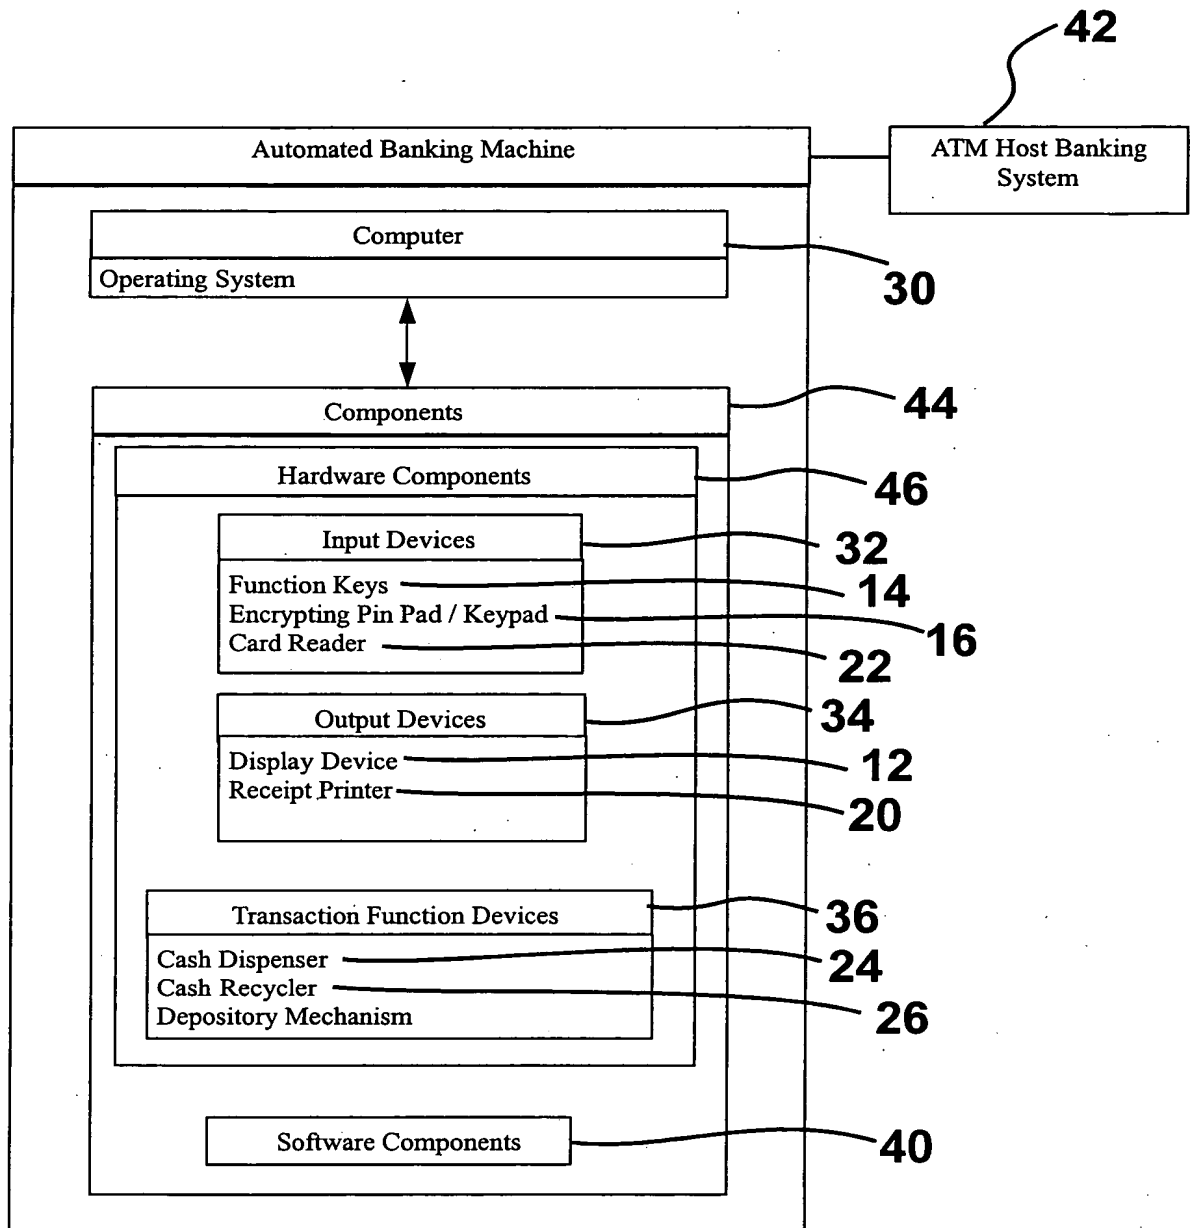 42
Automated Banking Machine
ATM Host Banking
System
Computer
30
Operating System
44
Components
Hardware Components
46
Input Devices
32
Function Keys
14
Encrypting Pin Pad / Keypad
16
Card Reader
22
Output Devices
34
Display Device
12
Receipt Printer
20
Transaction Function Devices
36
Cash Dispenser
24
Cash Recycler
26
Depository Mechanism
Software Components
40